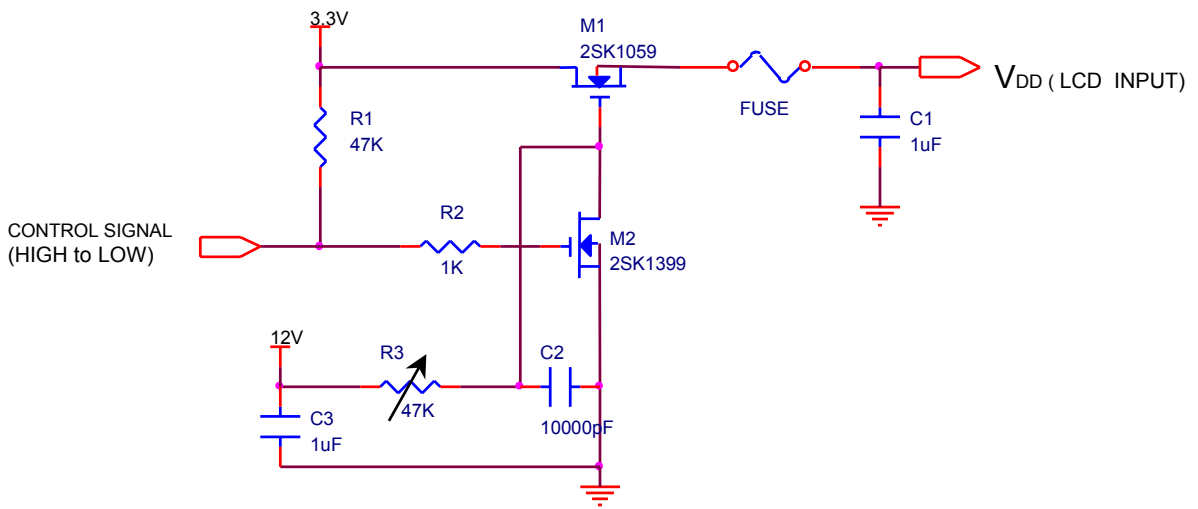 3.3V
M1
2SK1059
FUSE
VDD ( LCD INPUT)
R1
47K
C1
1uF
CONTROL SIGNAL
(HIGH to LOW)
R2
1K
M2
2SK1399
12V
R3
47K
C2
10000pF
C3
1uF